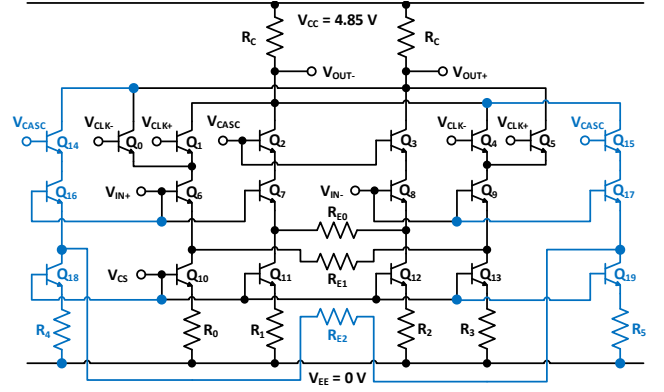 V_CC = 4.85 V
R_C R_C
V_OUT- V_OUT+
V_CASC V_CLK- V_CLK+ V_CASC V_CLK- V_CLK+ V_CASC
Q_14 Q_0 Q_1 Q_2 Q_3 Q_4 Q_5 Q_15
Q_16 V_IN+ Q_6 Q_7 V_IN- Q_8 Q_9 Q_17
R_E0
R_E1
Q_18 V_CS Q_10 Q_11 Q_12 Q_13 Q_19
R_4 R_0 R_1 R_E2 R_2 R_3 R_5
V_EE = 0 V